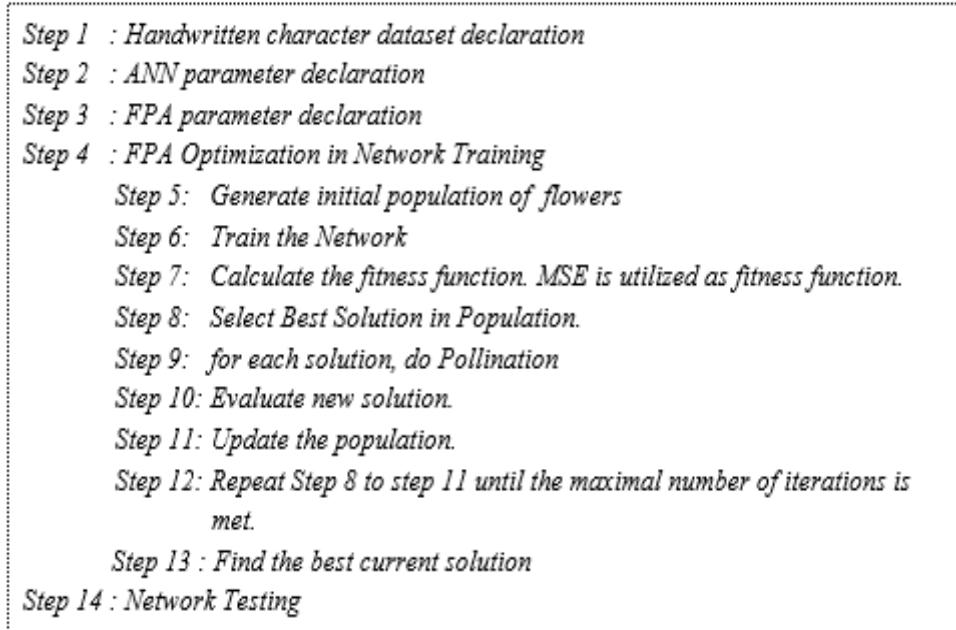 Step 1 : Handwritten character dataset declaration
Step 2 : ANN parameter declaration
Step 3 : FPA parameter declaration
Step 4 : FPA Optimization in Network Training
Step 5: Generate initial population of flowers
Step 6: Train the Network
Step 7: Calculate the fitness function. MSE is utilized as fitness function.
Step 8: Select Best Solution in Population.
Step 9: for each solution, do Pollination
Step 10: Evaluate new solution.
Step 11: Update the population.
Step 12: Repeat Step 8 to step 11 until the maximal number of iterations is
met.
Step 13 : Find the best current solution
Step 14 : Network Testing